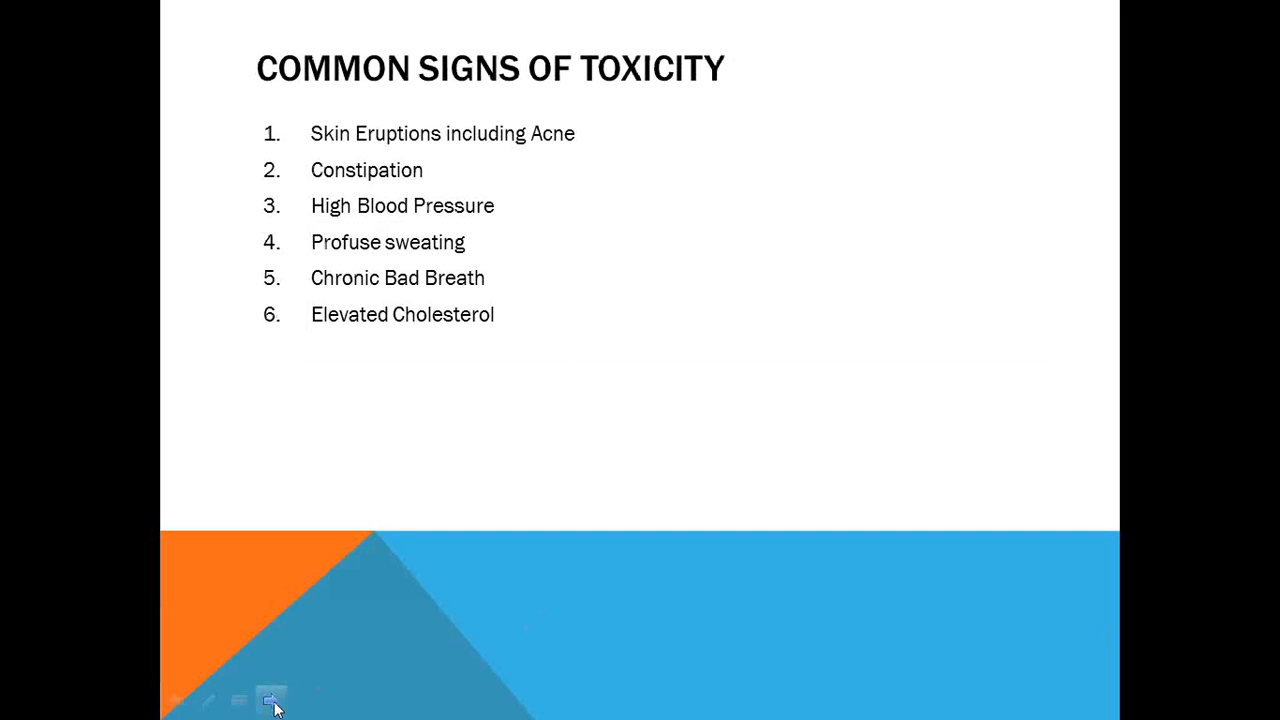 COMMON SIGNS OF TOXICITY
1. Skin Eruptions including Acne
2. Constipation
3. High Blood Pressure
4. Profuse sweating
5. Chronic Bad Breath
6. Elevated Cholesterol